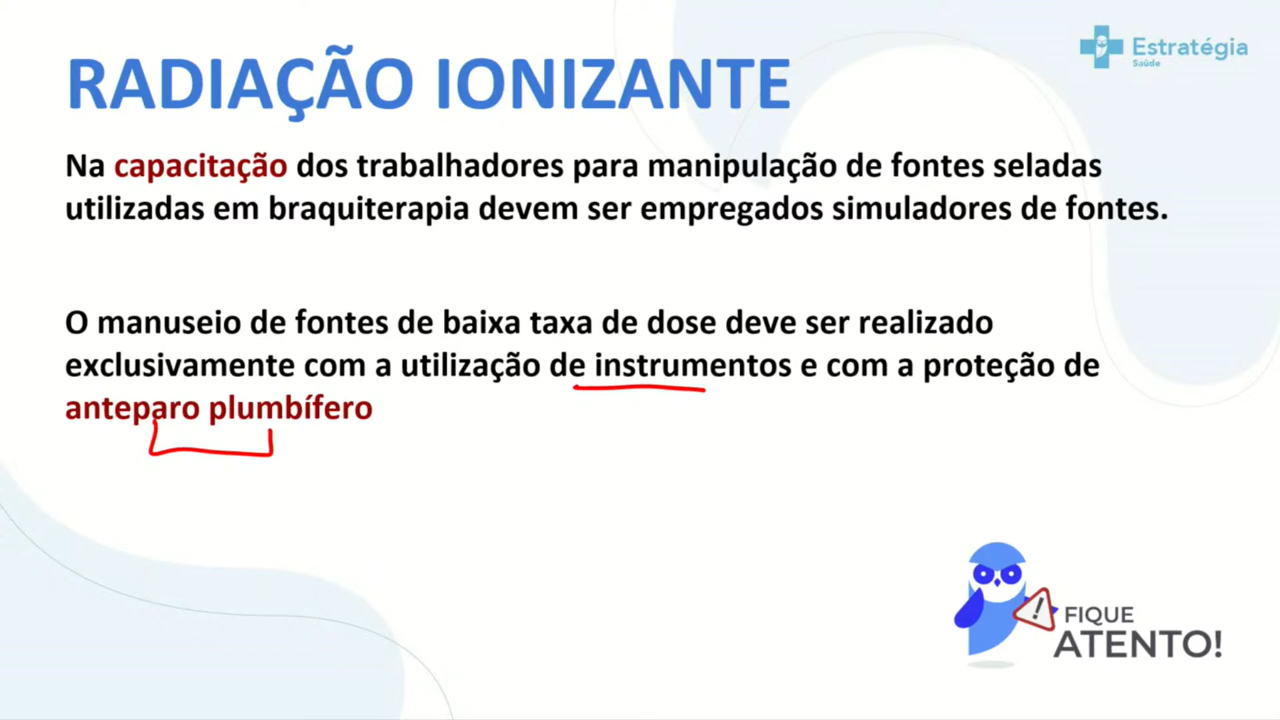 RADIAÇÃO IONIZANTE
Estratégia
Saúde
Na capacitação dos trabalhadores para manipulação de fontes seladas
utilizadas em braquiterapia devem ser empregados simuladores de fontes.
O manuseio de fontes de baixa taxa de dose deve ser realizado
exclusivamente com a utilização de instrumentos e com a proteção de
anteparo plumbífero
FIQUE
ATENTO!